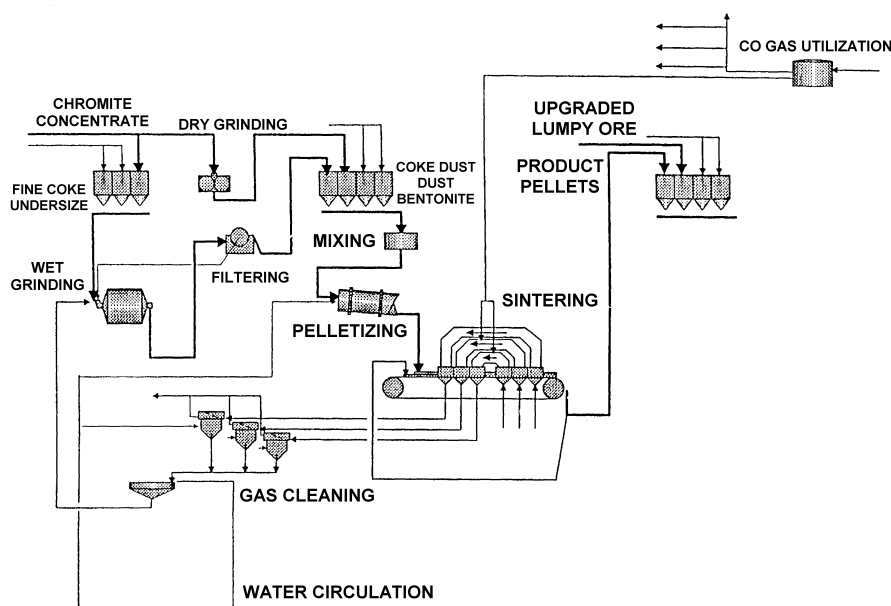 CO GAS UTILIZATION
CHROMITE
CONCENTRATE
DRY GRINDING
UPGRADED
LUMPY ORE
COKE DUST
DUST
BENTONITE
PRODUCT
PELLETS
FINE COKE
UNDERSIZE
MIXING
WET
GRINDING
FILTERING
SINTERING
PELLETIZING
GAS CLEANING
WATER CIRCULATION